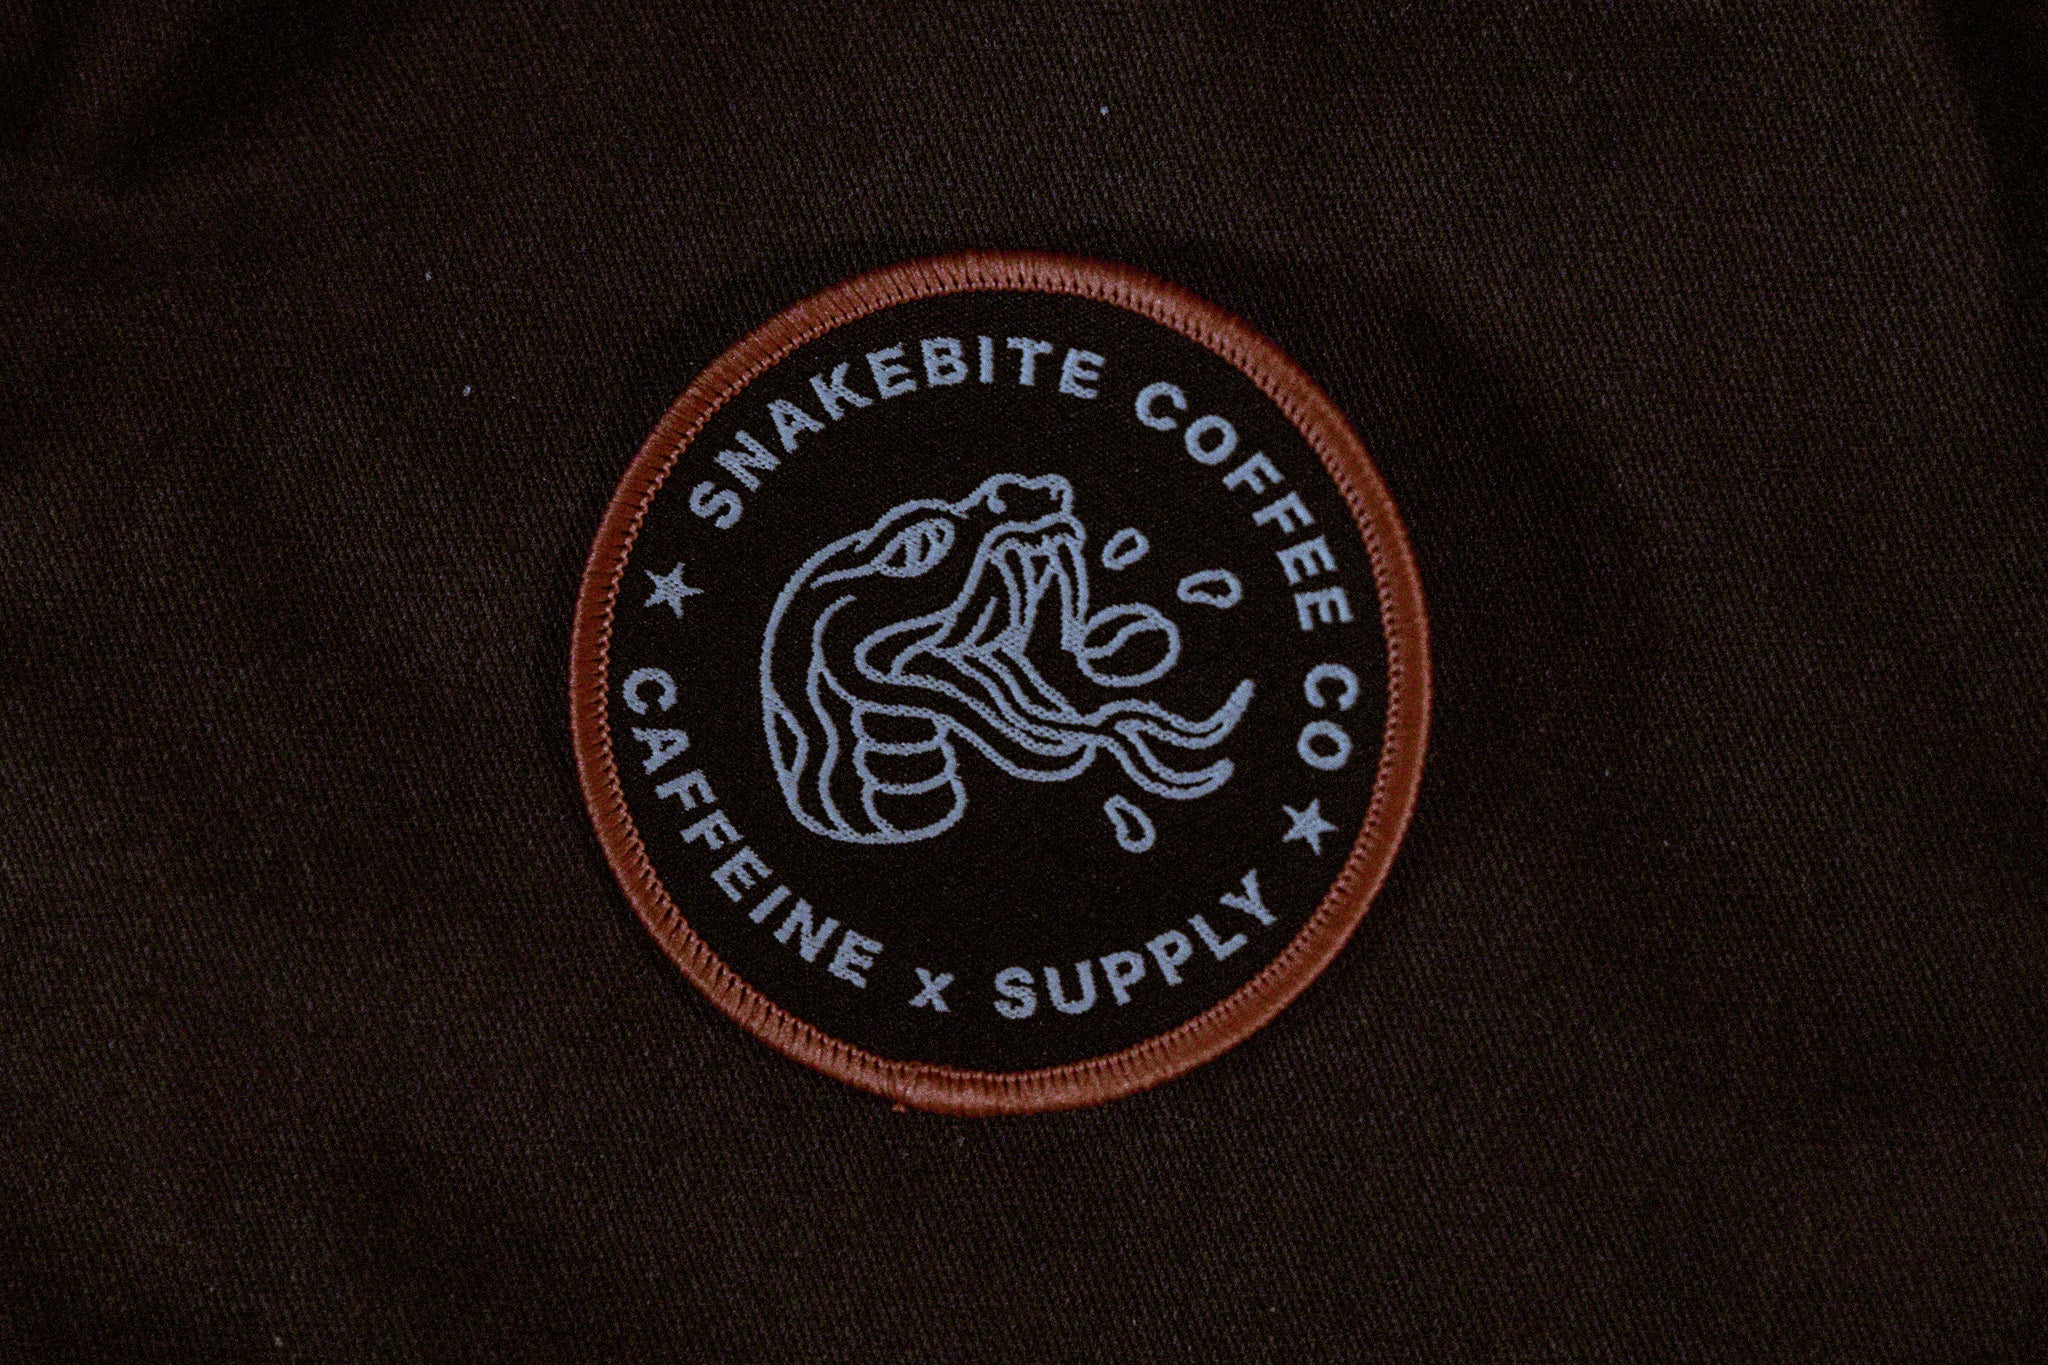 SNAKEBITE COFFEE CO
CAFFEINE x SUPPLY